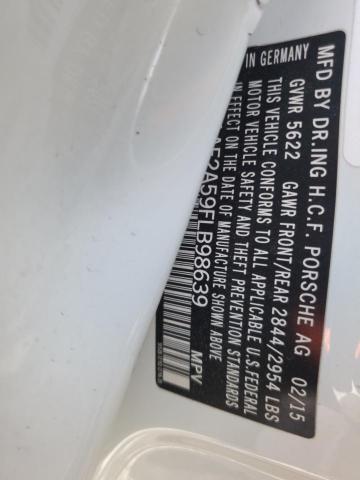 IN GERMANY
MFD BY DR.ING H.C.F. PORSCHE AG 02/15
GVWR 5622 GAWR FRONT/REAR 2844/2954 LBS
THIS VEHICLE CONFORMS TO ALL APPLICABLE U.S.FEDERAL
MOTOR VEHICLE SAFETY AND THEFT PREVENTION STANDARDS
IN EFFECT ON THE DATE OF MANUFACTURE SHOWN ABOVE
2A59FLB98639 MPV